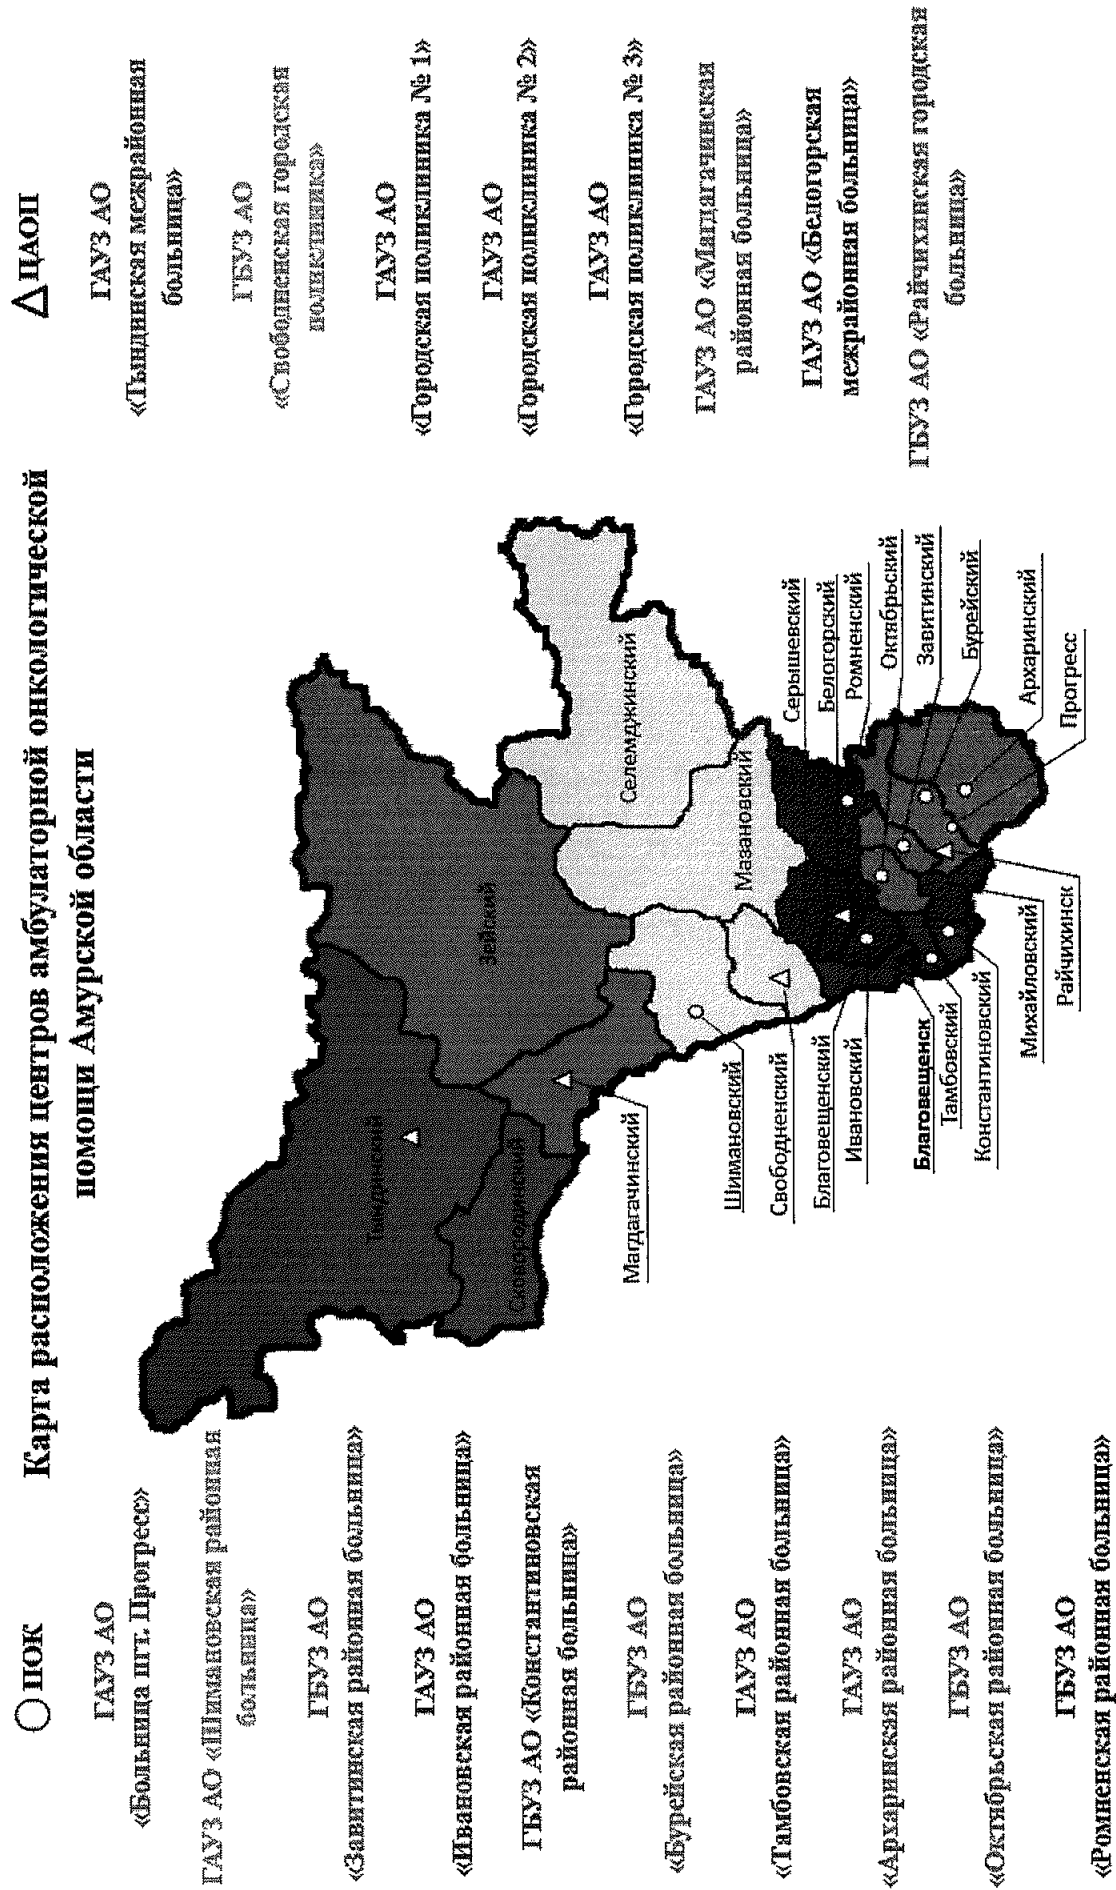 Карта расположения центров амбулаторной онкологической
помощи Амурской области
○ ПОК
ГАУЗ АО
«Больница пгт. Прогресс»
ГАУЗ АО «Шимановская районная
больница»
ГБУЗ АО
«Завитинская районная больница»
ГАУЗ АО
«Ивановская районная больница»
ГБУЗ АО «Константиновская
районная больница»
ГБУЗ АО
«Бурейская районная больница»
ГАУЗ АО
«Тамбовская районная больница»
ГАУЗ АО
«Архаринская районная больница»
ГБУЗ АО
«Октябрьская районная больница»
ГБУЗ АО
«Ромненская районная больница»
Тындинский
Сковородинский
Зейский
Магдагачинский
Селемджинский
Мазановский
Шимановский
Свободненский
Благовещенский
Ивановский
Благовещенск
Тамбовский
Константиновский
Михайловский
Райчихинск
Серышевский
Белогорский
Ромненский
Октябрьский
Завитинский
Бурейский
Архаринский
Прогресс
△ ЦАОП
ГАУЗ АО
«Тындинская межрайонная
больница»
ГБУЗ АО
«Свободненская городская
поликлиника»
ГАУЗ АО
«Городская поликлиника № 1»
ГАУЗ АО
«Городская поликлиника № 2»
ГАУЗ АО
«Городская поликлиника № 3»
ГАУЗ АО «Магдагачинская
районная больница»
ГАУЗ АО «Белогорская
межрайонная больница»
ГБУЗ АО «Райчихинская городская
больница»